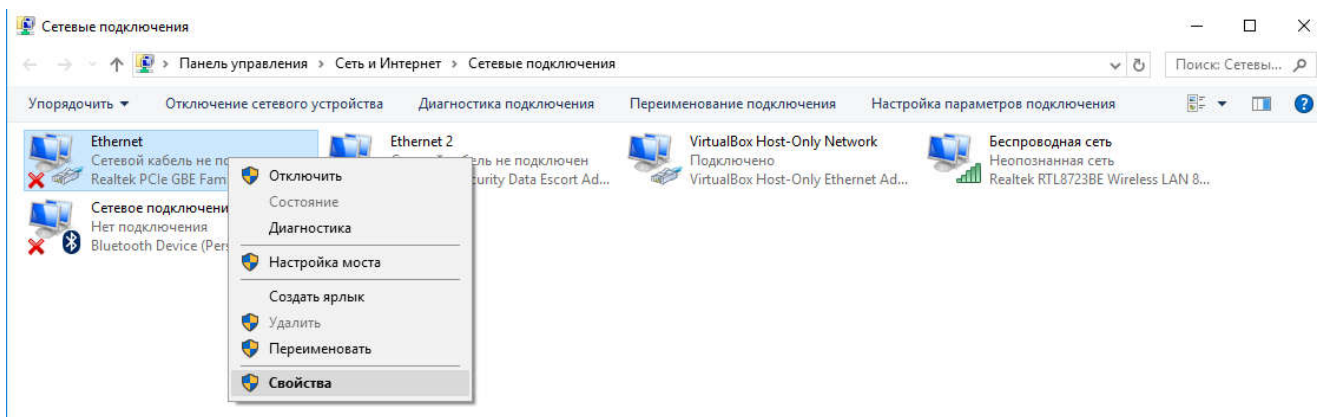 Сетевые подключения
Панель управления > Сеть и Интернет > Сетевые подключения
Поиск: Сетевы...
Упорядочить Отключение сетевого устройства Диагностика подключения Переименование подключения Настройка параметров подключения
Ethernet
Сетевой кабель не
Realtek PCIe GBE Fam
Ethernet 2
не подключен
Data Escort Ad...
VirtualBox Host-Only Network
Подключено
VirtualBox Host-Only Ethernet Ad...
Беспроводная сеть
Неопознанная сеть
Realtek RTL8723BE Wireless LAN 8...
Сетевое подключени
Нет подключения
Bluetooth Device (Pers
Отключить
Состояние
Диагностика
Настройка моста
Создать ярлык
Удалить
Переименовать
Свойства